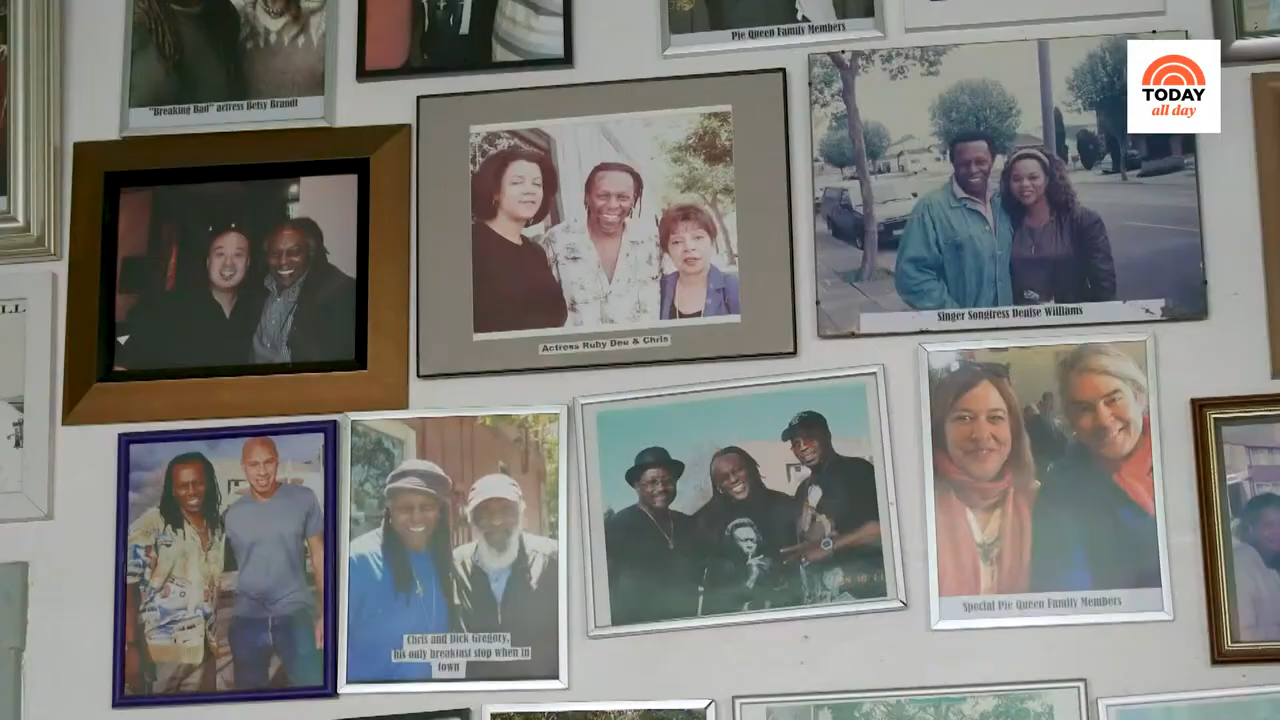 Pie Queen Family Members
"Breaking Bad" actress Betsy Brandt
TODAY
all day
Actress Ruby Dee & Chris
Singer Songtress Denise Williams
LL
Chris and Dick Gregory,
his only breakfast stop when in
town
Special Pie Queen Family Members